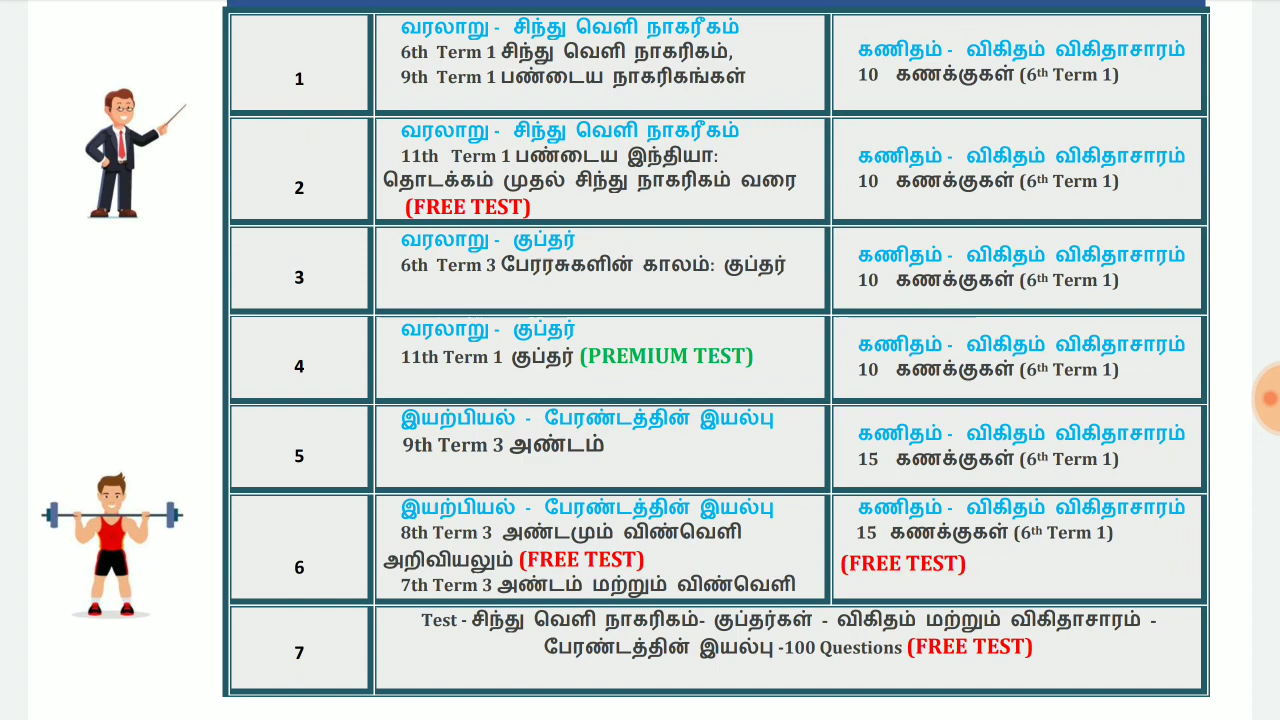 1
வரலாறு - சிந்து வெளி நாகரீகம்
6th Term 1 சிந்து வெளி நாகரிகம்,
9th Term 1 பண்டைய நாகரிகங்கள்
கணிதம் - விகிதம் விகிதாசாரம்
10 கணக்குகள் (6th Term 1)
2
வரலாறு - சிந்து வெளி நாகரீகம்
11th Term 1 பண்டைய இந்தியா:
தொடக்கம் முதல் சிந்து நாகரிகம் வரை
(FREE TEST)
கணிதம் - விகிதம் விகிதாசாரம்
10 கணக்குகள் (6th Term 1)
3
வரலாறு - குப்தர்
6th Term 3 பேரரசுகளின் காலம்: குப்தர்
கணிதம் - விகிதம் விகிதாசாரம்
10 கணக்குகள் (6th Term 1)
4
வரலாறு - குப்தர்
11th Term 1 குப்தர் (PREMIUM TEST)
கணிதம் - விகிதம் விகிதாசாரம்
10 கணக்குகள் (6th Term 1)
5
இயற்பியல் - பேரண்டத்தின் இயல்பு
9th Term 3 அண்டம்
கணிதம் - விகிதம் விகிதாசாரம்
15 கணக்குகள் (6th Term 1)
6
இயற்பியல் - பேரண்டத்தின் இயல்பு
8th Term 3 அண்டமும் விண்வெளி
அறிவியலும் (FREE TEST)
7th Term 3 அண்டம் மற்றும் விண்வெளி
கணிதம் - விகிதம் விகிதாசாரம்
15 கணக்குகள் (6th Term 1)
(FREE TEST)
7
Test - சிந்து வெளி நாகரிகம்- குப்தர்கள் - விகிதம் மற்றும் விகிதாசாரம் -
பேரண்டத்தின் இயல்பு -100 Questions (FREE TEST)